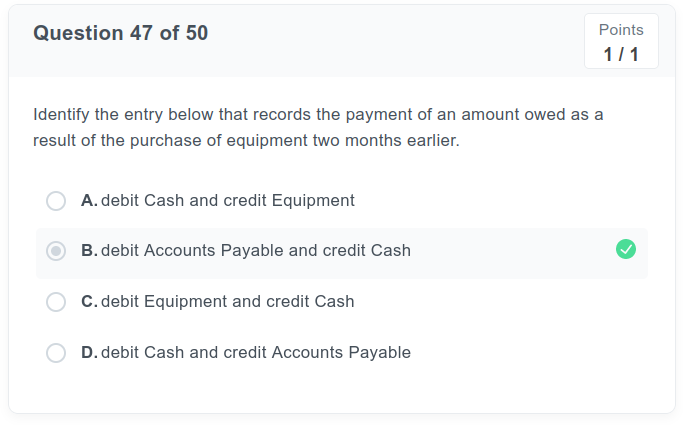 Question 47 of 50
Points
1 / 1
Identify the entry below that records the payment of an amount owed as a
result of the purchase of equipment two months earlier.
A. debit Cash and credit Equipment
B. debit Accounts Payable and credit Cash
C. debit Equipment and credit Cash
D. debit Cash and credit Accounts Payable